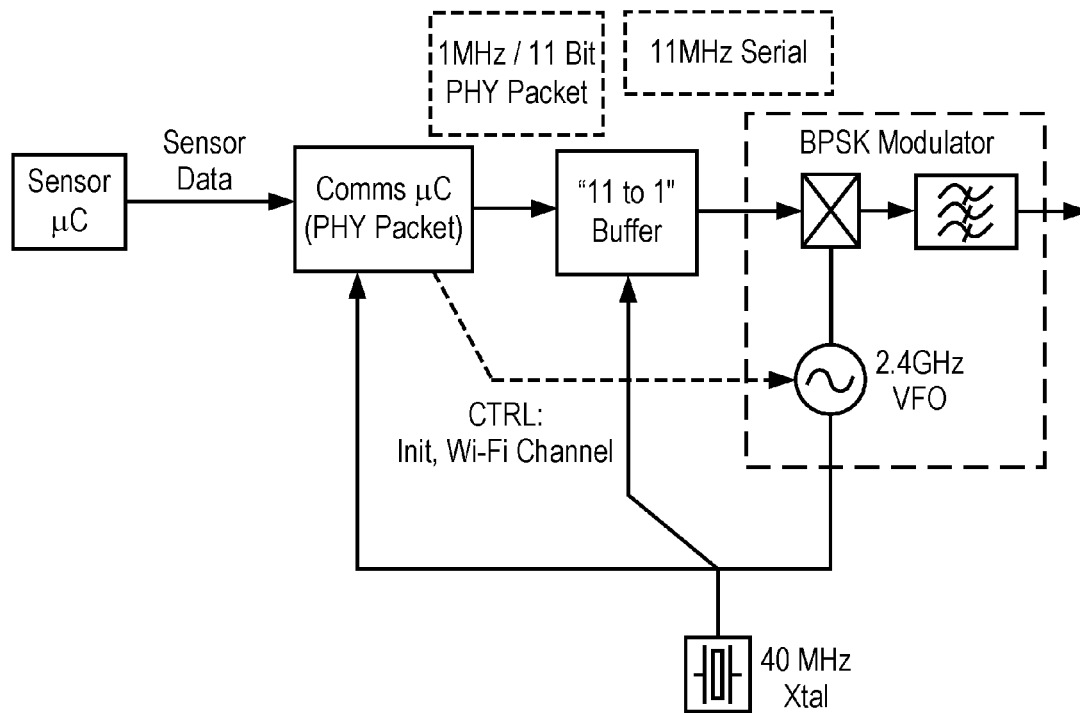 1MHz / 11 Bit
PHY Packet
11MHz Serial
Sensor
μC
Sensor
Data
Comms μC
(PHY Packet)
“11 to 1"
Buffer
BPSK Modulator
2.4GHz
VFO
CTRL:
Init, Wi-Fi Channel
40 MHz
Xtal